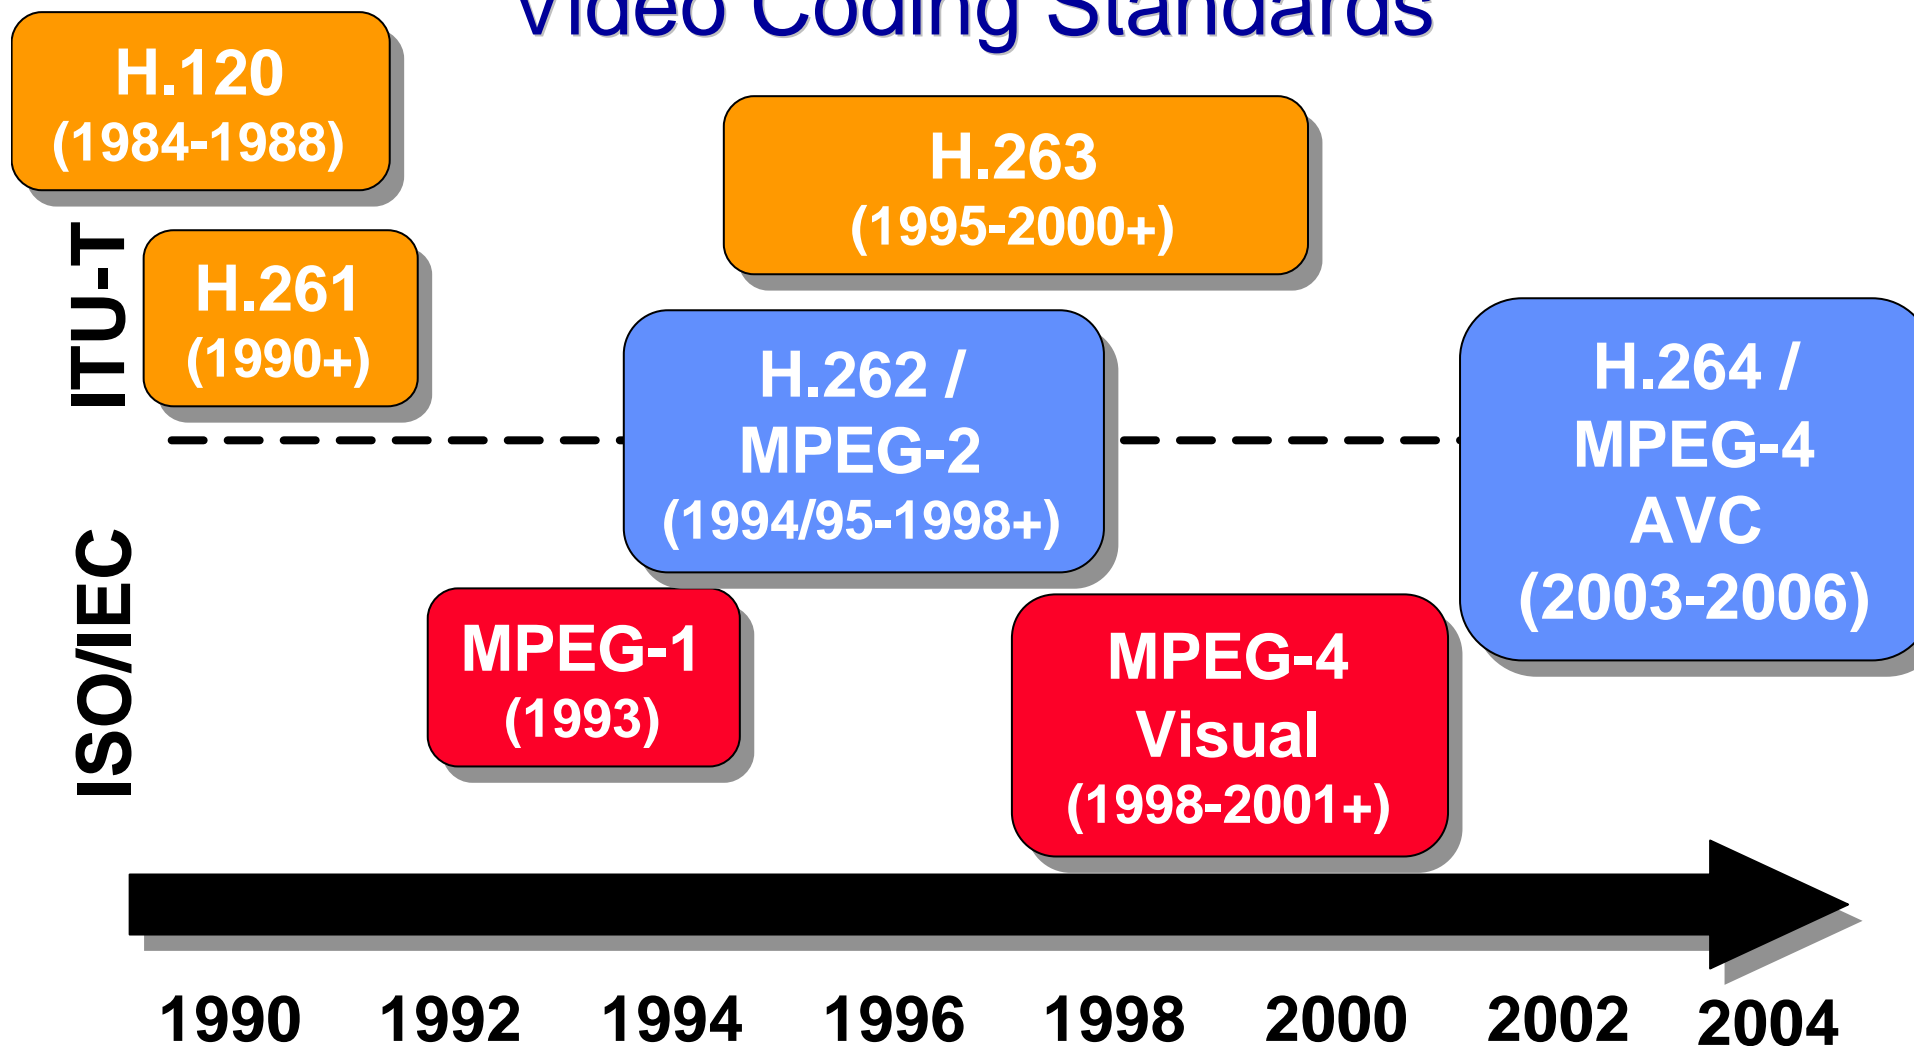 Video Coding Standards
H.120
(1984-1988)
H.263
(1995-2000+)
ITU-T
H.261
(1990+)
H.262 /
MPEG-2
(1994/95-1998+)
H.264 /
MPEG-4
AVC
(2003-2006)
ISO/IEC
MPEG-1
(1993)
MPEG-4
Visual
(1998-2001+)
1990 1992 1994 1996 1998 2000 2002 2004